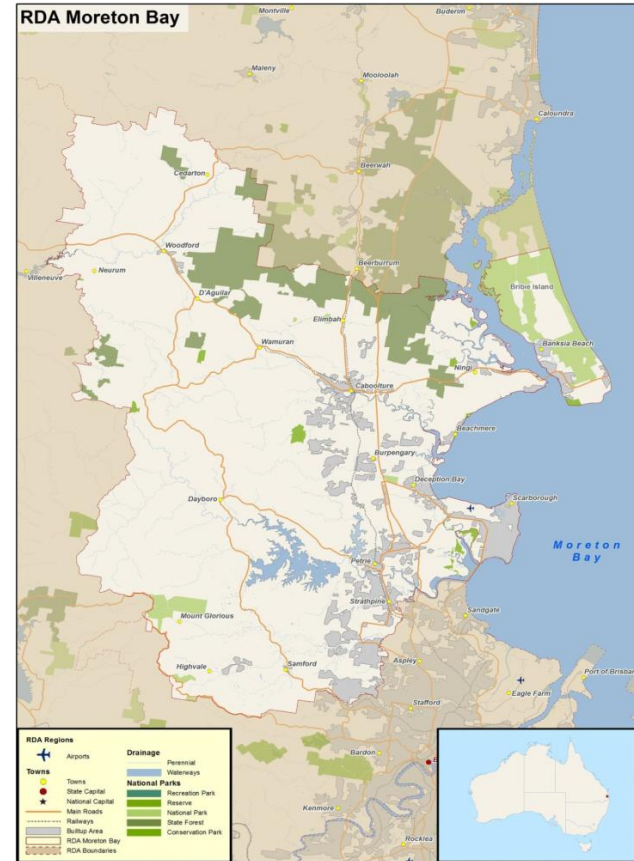 RDA Moreton Bay
Montville
Buderim
Maleny
Mooloolah
Caloundra
Cedarton
Beerwah
Woodford
Villeneuve
Neurum
Beerburrum
Bribie Island
D'Aguilar
Elimbah
Banksia Beach
Wamuran
Ningi
Caboolture
Beachmere
Burpengary
Deception Bay
Dayboro
Scarborough
Moreton
Bay
Petrie
Strathpine
Sandgate
Mount Glorious
Highvale
Samford
Aspley
Port of Brisban
Eagle Farm
Stafford
Bardon
Kenmore
Rocklea
RDA Regions
Airports
Towns
Towns
State Capital
National Capital
Main Roads
Railways
Builtup Area
RDA Moreton Bay
RDA Boundaries
Drainage
Perennial
Waterways
National Parks
Recreation Park
Reserve
National Park
State Forest
Conservation Park